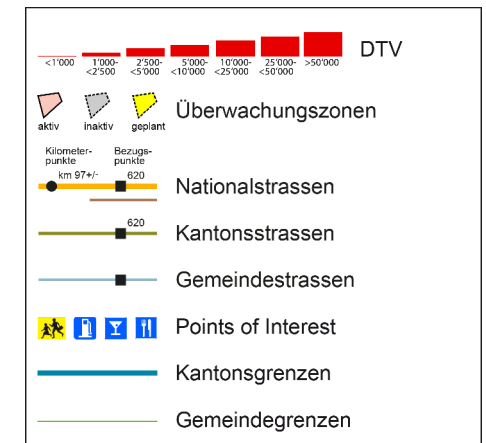 DTV
<1'000 1'000- 2'500- 5'000- 10'000- 25'000- >50'000
<2'500 <5'000 <10'000 <25'000 <50'000
Überwachungszonen
aktiv inaktiv geplant
Kilometer- Bezugs-
punkte punkte
km 97+/- 620
Nationalstrassen
620
Kantonsstrassen
Gemeindestrassen
Points of Interest
Kantonsgrenzen
Gemeindegrenzen